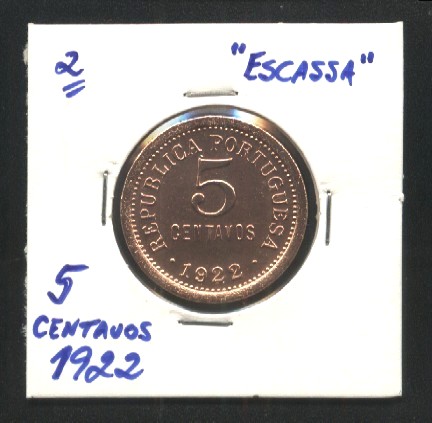 2
"ESCASSA"
REPUBLICA PORTUGUESA
5
CENTAVOS
· 1922 ·
5
CENTAVOS
1922